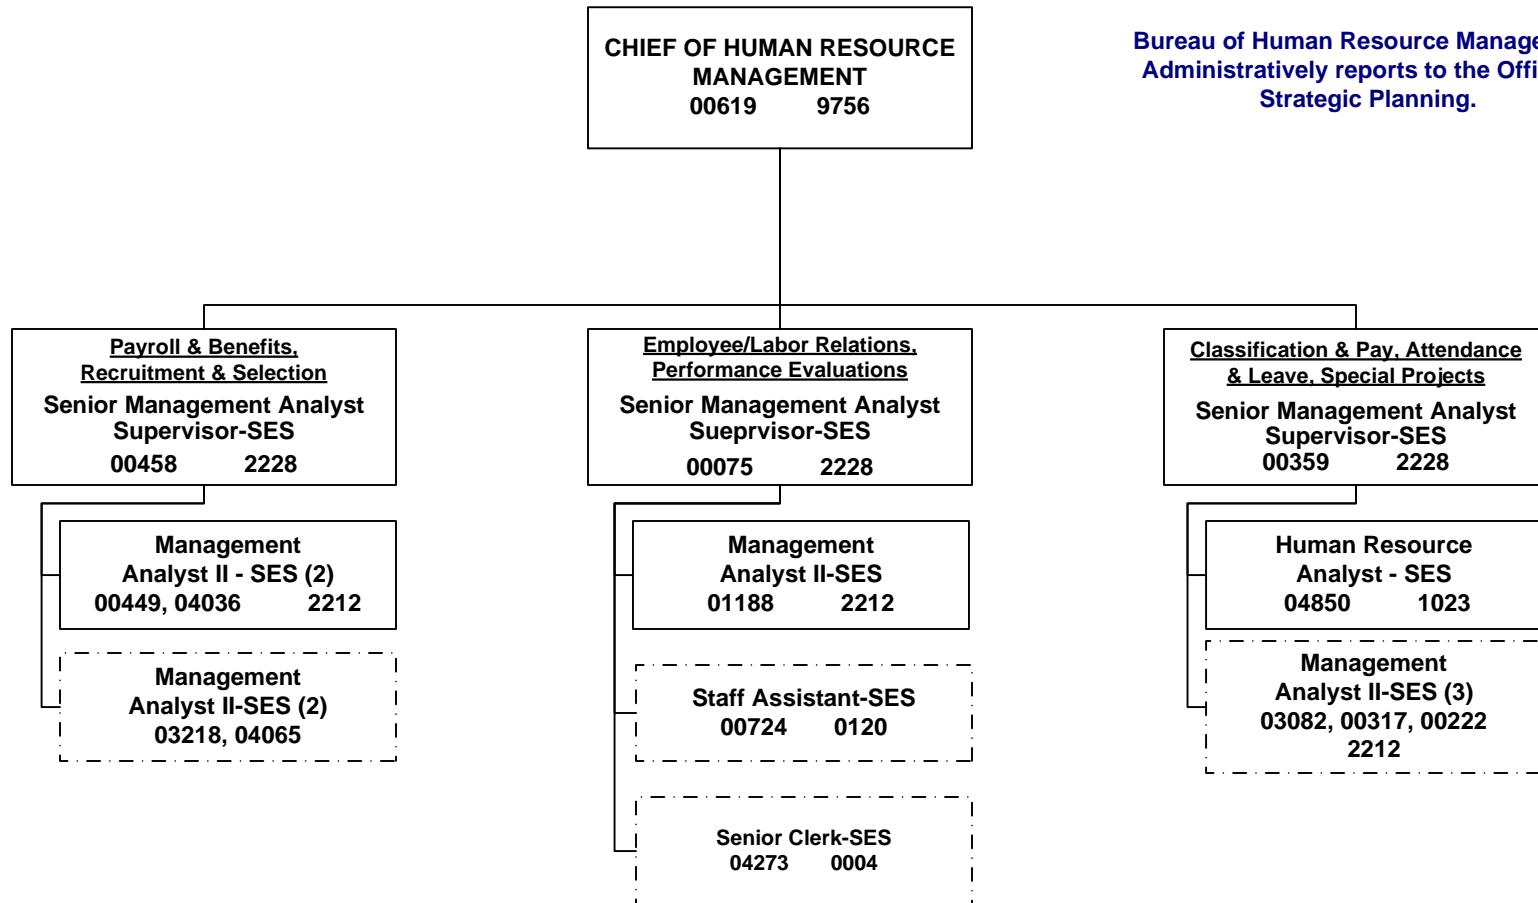 CHIEF OF HUMAN RESOURCE
MANAGEMENT
00619 9756
Bureau of Human Resource
Administratively reports to the
Strategic Planning.
Payroll & Benefits,
Recruitment & Selection
Senior Management Analyst
Supervisor-SES
00458 2228
Employee/Labor Relations,
Performance Evaluations
Senior Management Analyst
Sueprvisor-SES
00075 2228
Classification & Pay, Attendance
& Leave, Special Projects
Senior Management Analyst
Supervisor-SES
00359 2228
Management
Analyst II - SES (2)
00449, 04036 2212
Management
Analyst II-SES (2)
03218, 04065
Management
Analyst II-SES
01188 2212
Staff Assistant-SES
00724 0120
Senior Clerk-SES
04273 0004
Human Resource
Analyst - SES
04850 1023
Management
Analyst II-SES (3)
03082, 00317, 00222
2212